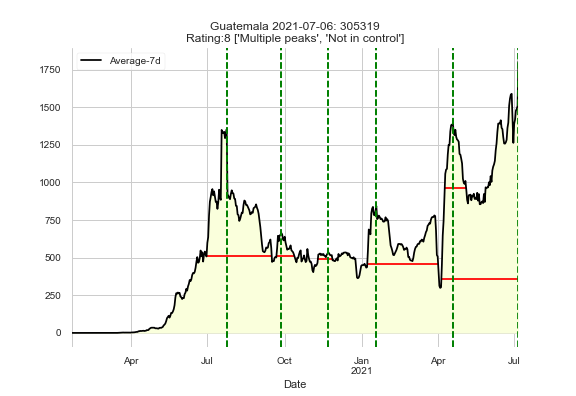 Guatemala 2021-07-06: 305319
Rating:8 ['Multiple peaks', 'Not in control']
Average-7d
1750
1500
1250
1000
750
500
250
0
Apr
Jul
Oct
Jan
2021
Apr
Jul
Date